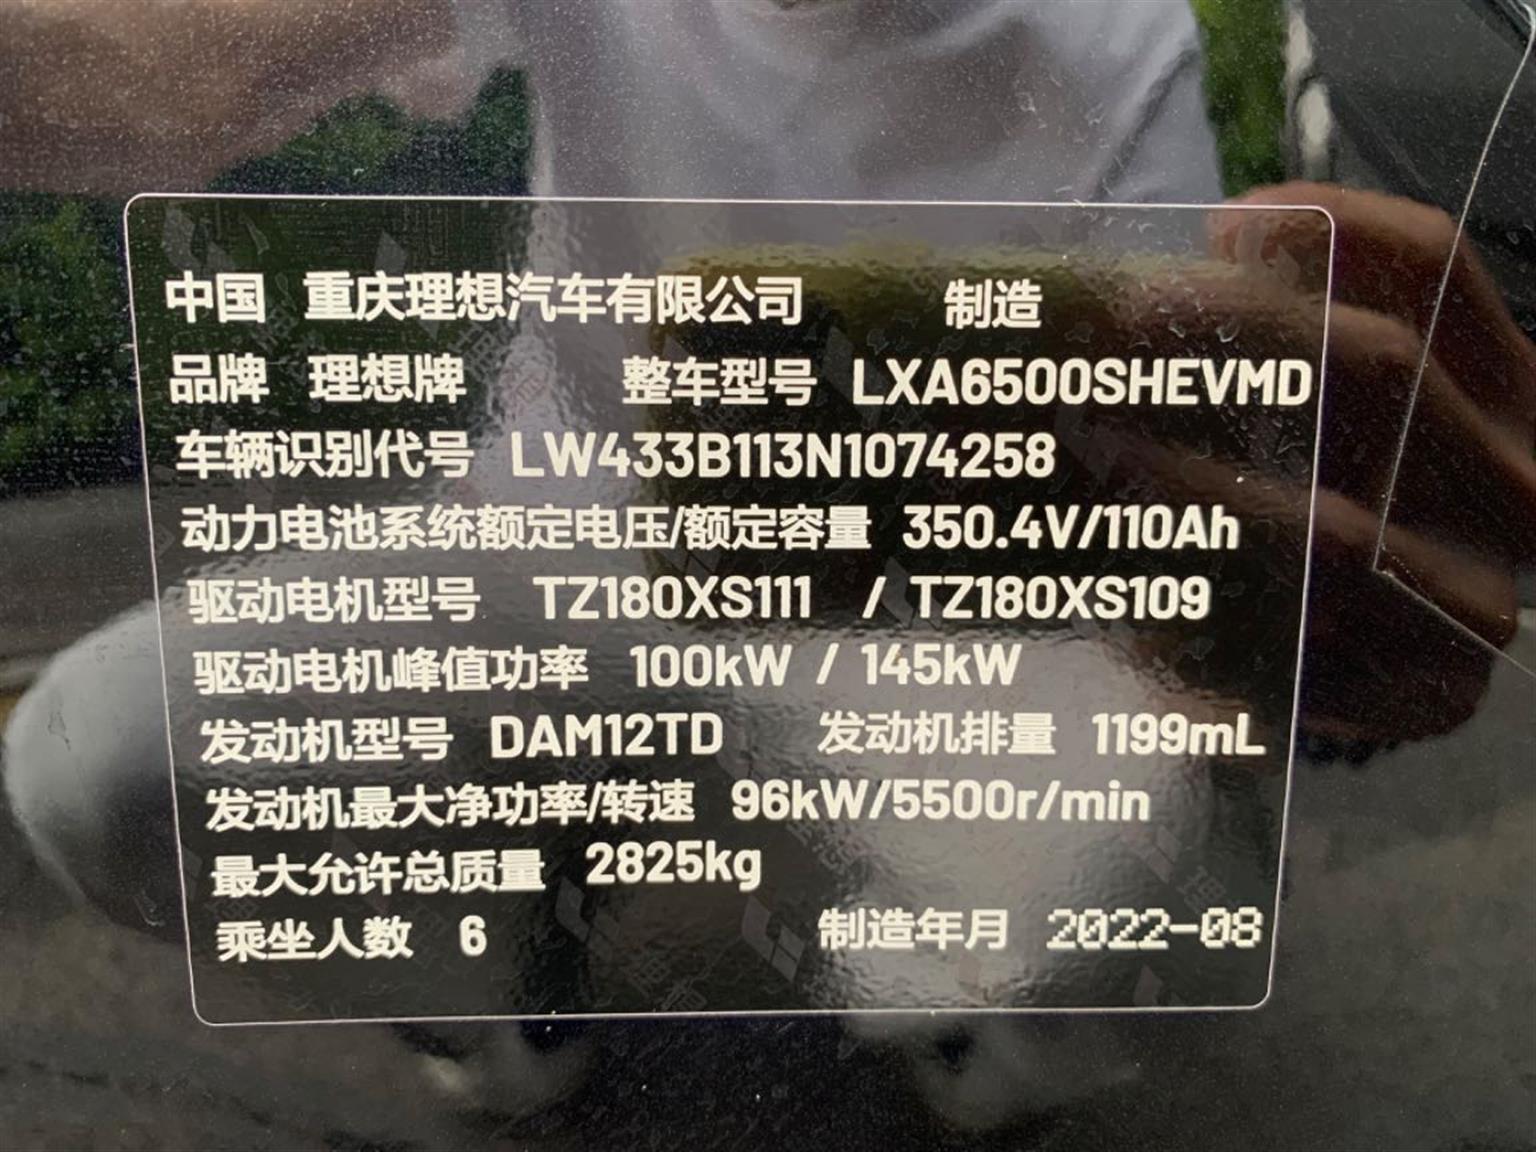 中国 重庆理想汽车有限公司 制造
品牌 理想牌 整车型号 LXA6500SHEVMD
车辆识别代号 LW433B113N1074258
动力电池系统额定电压/额定容量 350.4V/110Ah
驱动电机型号 TZ180XS111 / TZ180XS109
驱动电机峰值功率 100kW / 145kW
发动机型号 DAM12TD 发动机排量 1199mL
发动机最大净功率/转速 96kW/5500r/min
最大允许总质量 2825kg
乘坐人数 6 制造年月 2022-08